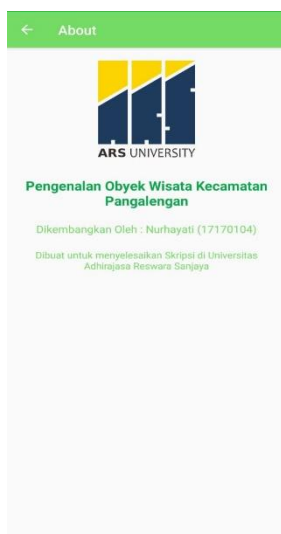 About
ARS UNIVERSITY
Pengenalan Obyek Wisata Kecamatan
Pangalengan
Dikembangkan Oleh : Nurhayati (17170104)
Dibuat untuk menyelesaikan Skripsi di Universitas
Adhirajasa Reswara Sanjaya